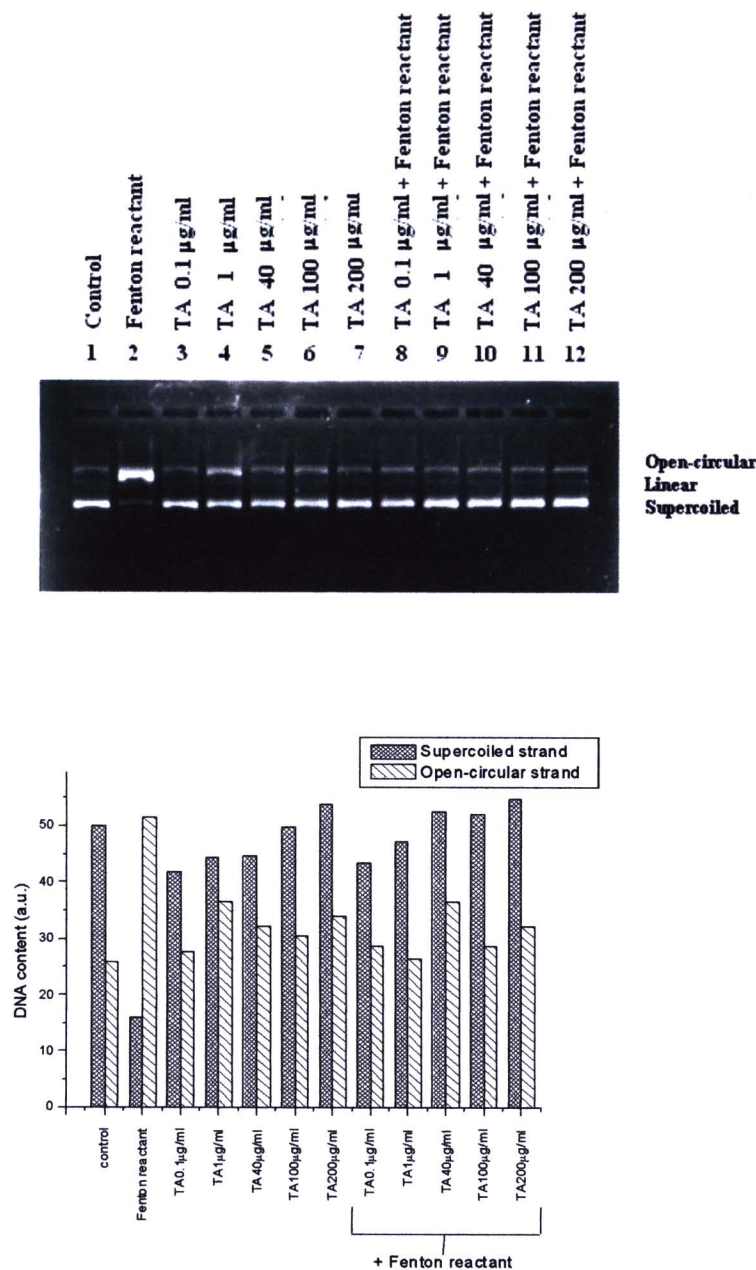 Control
Fenton reactant
TA 0.1 µg/ml
TA 1 µg/ml
TA 40 µg/ml
TA 100 µg/ml
TA 200 µg/ml
TA 0.1 µg/ml + Fenton reactant
TA 1 µg/ml + Fenton reactant
TA 40 µg/ml + Fenton reactant
TA 100 µg/ml + Fenton reactant
TA 200 µg/ml + Fenton reactant
1 2 3 4 5 6 7 8 9 10 11 12
Open-circular
Linear
Supercoiled
Supercoiled strand
Open-circular strand
DNA content (a.u.)
50
40
30
20
10
0
control
Fenton reactant
TA0.1µg/ml
TA1µg/ml
TA40µg/ml
TA100µg/ml
TA200µg/ml
TA0.1µg/ml
TA1µg/ml
TA40µg/ml
TA100µg/ml
TA200µg/ml
+ Fenton reactant